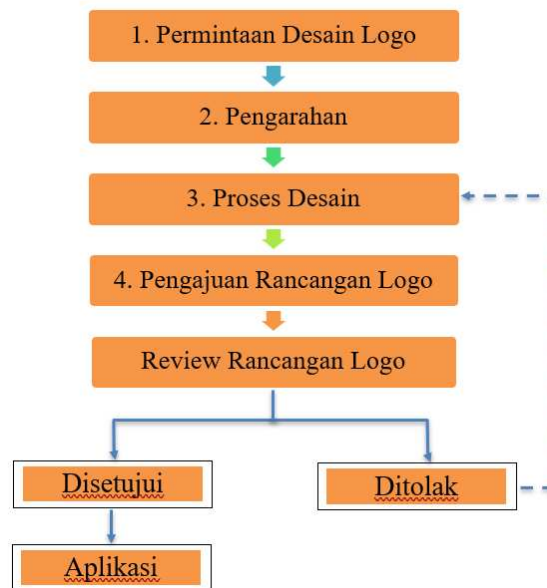 1. Permintaan Desain Logo
2. Pengarahan
3. Proses Desain
4. Pengajuan Rancangan Logo
Review Rancangan Logo
Disetujui
Ditolak
Aplikasi